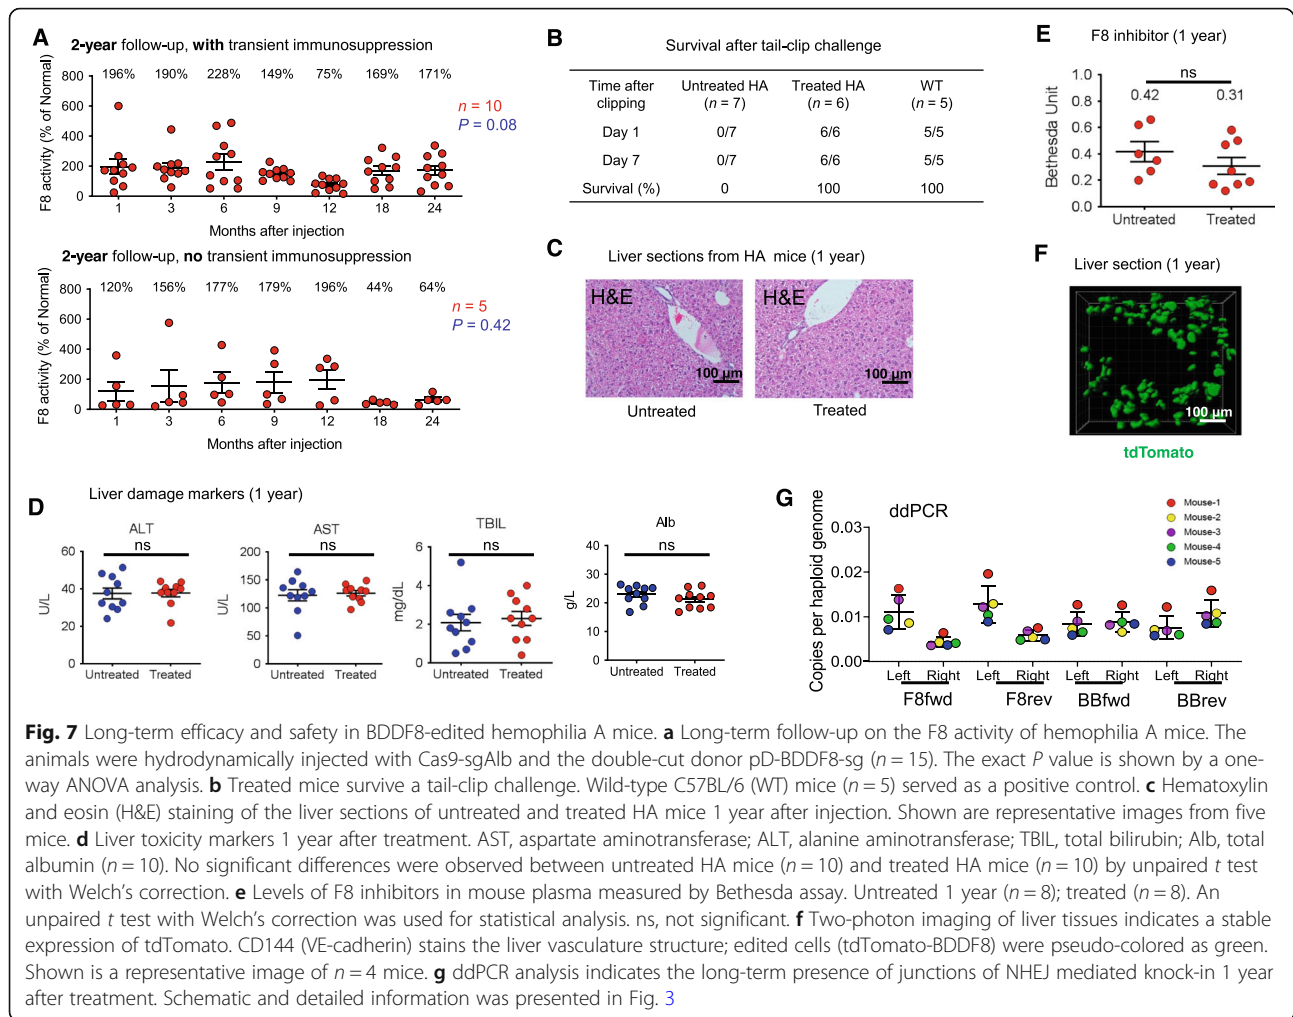 A
2-year follow-up, with transient immunosuppression
196% 190% 228% 149% 75% 169% 171%
n = 10
P = 0.08
F8 activity (% of Normal)
800
600
400
200
0
1 3 6 9 12 18 24
Months after injection
2-year follow-up, no transient immunosuppression
120% 156% 177% 179% 196% 44% 64%
n = 5
P = 0.42
F8 activity (% of Normal)
800
600
400
200
0
1 3 6 9 12 18 24
Months after injection
B
Survival after tail-clip challenge
Time after clipping Untreated HA (n = 7) Treated HA (n = 6) WT (n = 5)
Day 1 0/7 6/6 5/5
Day 7 0/7 6/6 5/5
Survival (%) 0 100 100
C
Liver sections from HA mice (1 year)
H&E 100 µm
H&E 100 µm
Untreated Treated
E
F8 inhibitor (1 year)
ns
0.42 0.31
Bethesda Unit
1.0
0.8
0.6
0.4
0.2
0.0
Untreated Treated
F
Liver section (1 year)
100 µm
tdTomato
D
Liver damage markers (1 year)
ALT
ns
U/L
60
40
20
0
Untreated Treated
AST
ns
U/L
200
150
100
50
0
Untreated Treated
TBIL
ns
mg/dL
6
4
2
0
Untreated Treated
Alb
ns
g/L
40
30
20
10
0
Untreated Treated
G
ddPCR
Mouse-1
Mouse-2
Mouse-3
Mouse-4
Mouse-5
Copies per haploid genome
0.03
0.02
0.01
0.00
Left Right Left Right Left Right Left Right
F8fwd F8rev BBfwd BBrev
Fig. 7 Long-term efficacy and safety in BDDF8-edited hemophilia A mice. a Long-term follow-up on the F8 activity of hemophilia A mice. The
animals were hydrodynamically injected with Cas9-sgAlb and the double-cut donor pD-BDDF8-sg (n = 15). The exact P value is shown by a one-
way ANOVA analysis. b Treated mice survive a tail-clip challenge. Wild-type C57BL/6 (WT) mice (n = 5) served as a positive control. c Hematoxylin
and eosin (H&E) staining of the liver sections of untreated and treated HA mice 1 year after injection. Shown are representative images from five
mice. d Liver toxicity markers 1 year after treatment. AST, aspartate aminotransferase; ALT, alanine aminotransferase; TBIL, total bilirubin; Alb, total
albumin (n = 10). No significant differences were observed between untreated HA mice (n = 10) and treated HA mice (n = 10) by unpaired t test
with Welch's correction. e Levels of F8 inhibitors in mouse plasma measured by Bethesda assay. Untreated 1 year (n = 8); treated (n = 8). An
unpaired t test with Welch's correction was used for statistical analysis. ns, not significant. f Two-photon imaging of liver tissues indicates a stable
expression of tdTomato. CD144 (VE-cadherin) stains the liver vasculature structure; edited cells (tdTomato-BDDF8) were pseudo-colored as green.
Shown is a representative image of n = 4 mice. g ddPCR analysis indicates the long-term presence of junctions of NHEJ mediated knock-in 1 year
after treatment. Schematic and detailed information was presented in Fig. 3